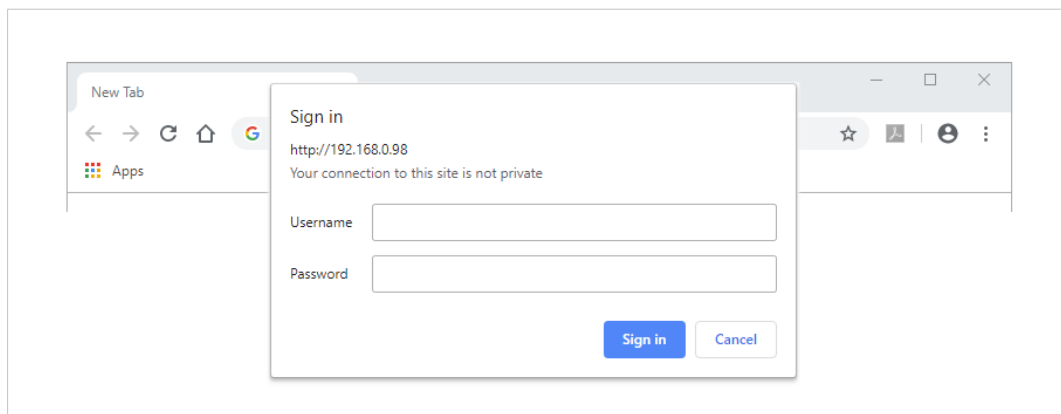 New Tab
Sign in
http://192.168.0.98
Your connection to this site is not private
Apps
Username
Password
Sign in
Cancel